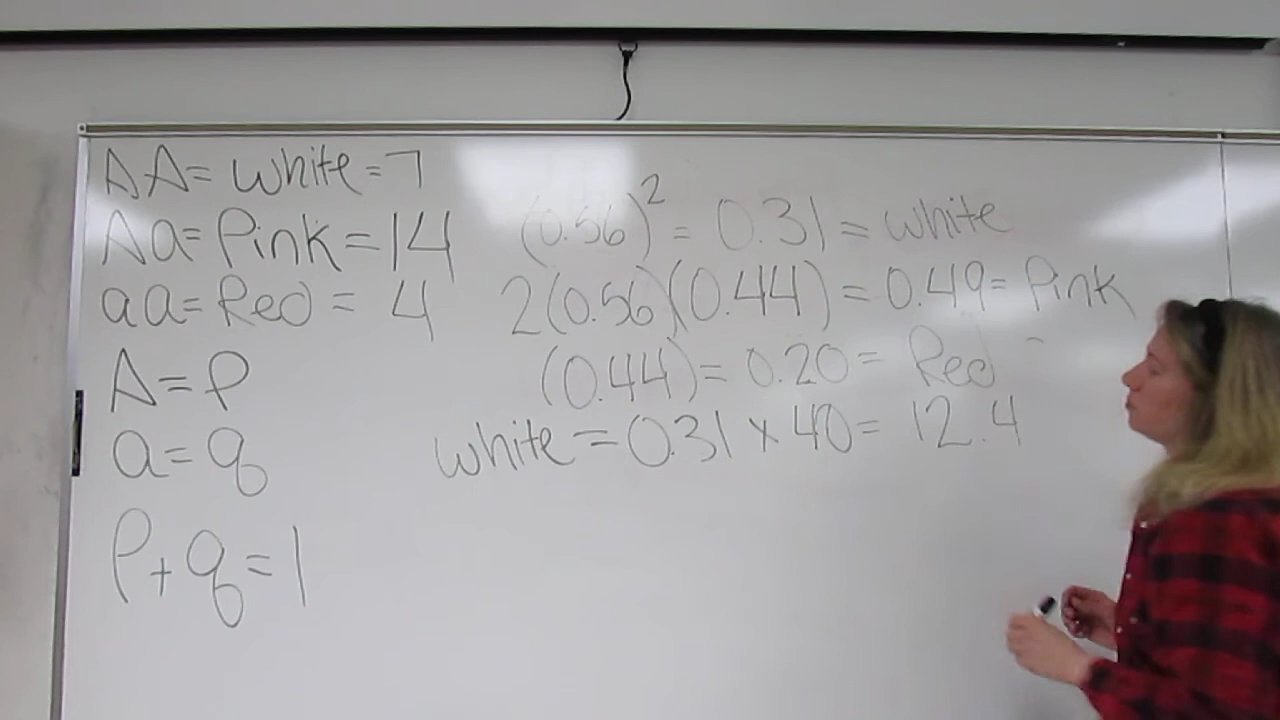 AA= white=7
Aa= Pink=14
aa= Red = 4
A=p
a=q
p+q=1
(0.56)² = 0.31 = white
2(0.56)(0.44) = 0.49= Pink
(0.44)= 0.20= Red
white = 0.31 x 40= 12.4